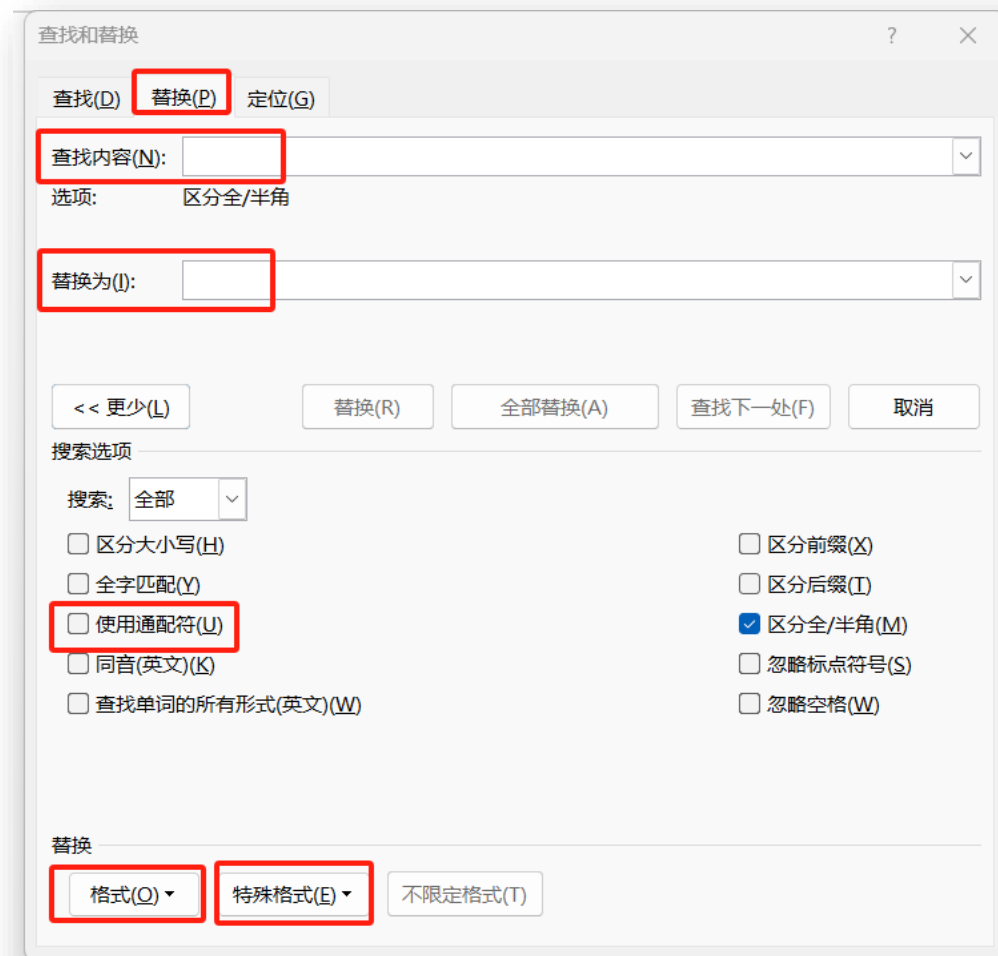 查找和替换 ?
查找(D) 替换(P) 定位(G)
查找内容(N):
选项: 区分全/半角
替换为(I):
<< 更少(L) 替换(R) 全部替换(A) 查找下一处(F) 取消
搜索选项
搜索: 全部
区分大小写(H) 区分前缀(X)
全字匹配(Y) 区分后缀(T)
使用通配符(U) 区分全/半角(M)
同音(英文)(K) 忽略标点符号(S)
查找单词的所有形式(英文)(W) 忽略空格(W)
替换
格式(O) 特殊格式(E) 不限定格式(T)